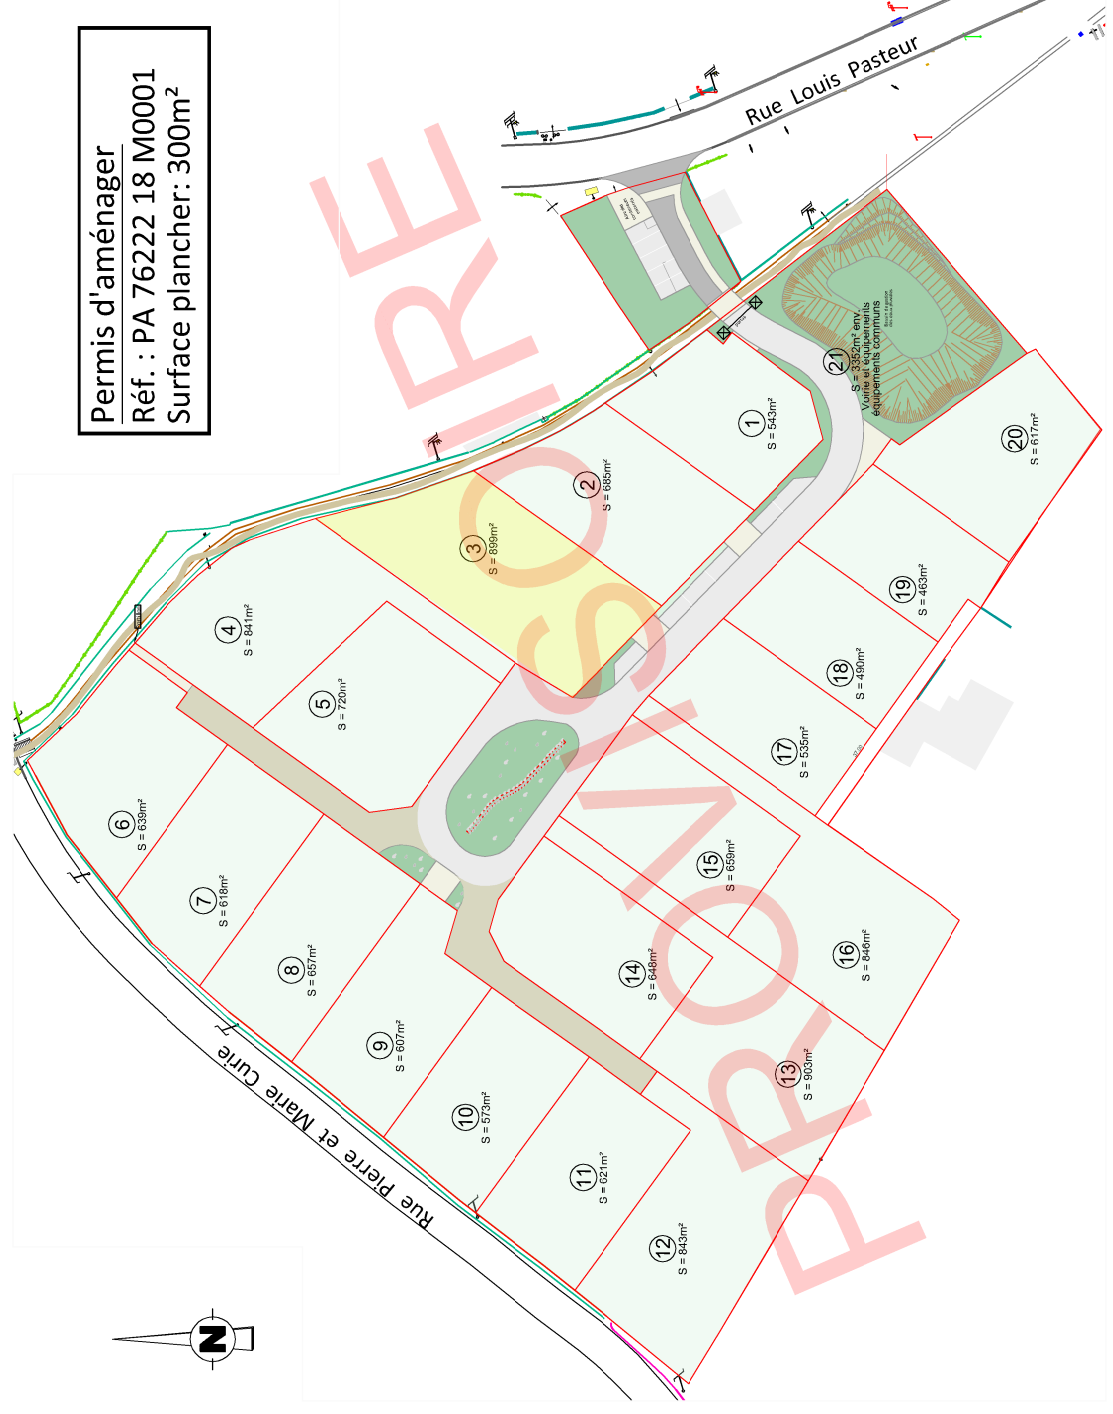 Permis d'aménager
Réf. : PA 76222 18 M0001
Surface plancher: 300m²
Rue Louis Pasteur
Rue Pierre et Marie Curie
PROVISOIRE
1
S = 543m²
2
S = 685m²
3
S = 899m²
4
S = 841m²
5
S = 720m²
6
S = 639m²
7
S = 618m²
8
S = 657m²
9
S = 607m²
10
S = 573m²
11
S = 621m²
12
S = 843m²
13
S = 903m²
14
S = 648m²
15
S = 659m²
16
S = 846m²
17
S = 535m²
18
S = 490m²
19
S = 463m²
20
S = 617m²
21
S = 3352m² env.
Voirie et équipements
équipements communs
N